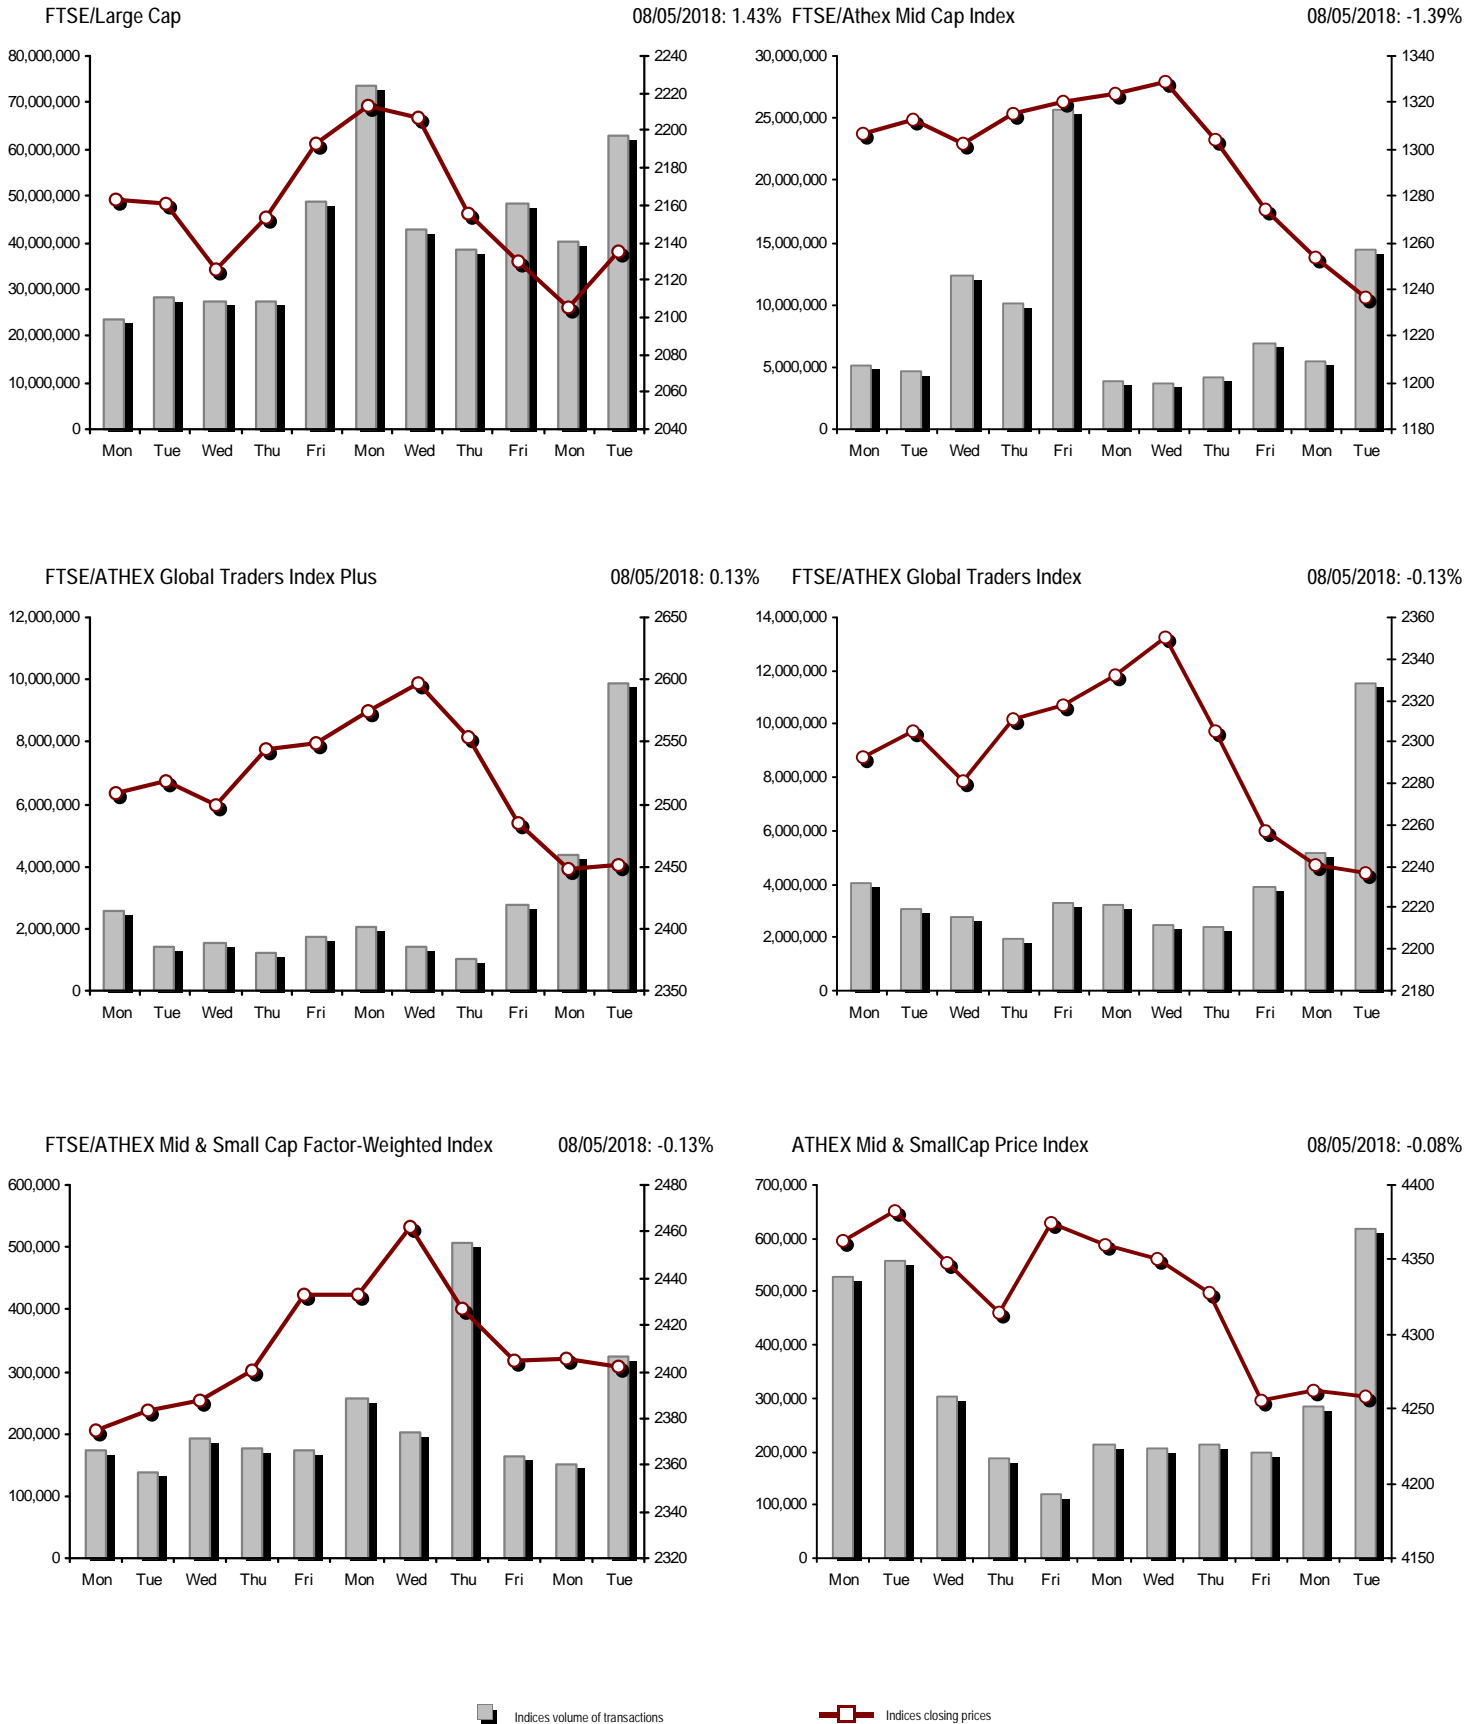 FTSE/Large Cap 08/05/2018: 1.43% FTSE/Athex Mid Cap Index 08/05/2018: -1.39%
80,000,000 2240 30,000,000 1340
70,000,000 2220 25,000,000 1320
60,000,000 2200 20,000,000 1300
50,000,000 2180 15,000,000 1280
40,000,000 2160 10,000,000 1260
30,000,000 2140 5,000,000 1240
20,000,000 2120 0 1220
10,000,000 2100 1200
0 2080 1180
2060
2040
Mon Tue Wed Thu Fri Mon Wed Thu Fri Mon Tue Mon Tue Wed Thu Fri Mon Wed Thu Fri Mon Tue
FTSE/ATHEX Global Traders Index Plus 08/05/2018: 0.13% FTSE/ATHEX Global Traders Index 08/05/2018: -0.13%
12,000,000 2650 14,000,000 2360
10,000,000 2600 12,000,000 2340
8,000,000 2550 10,000,000 2320
6,000,000 2500 8,000,000 2300
4,000,000 2450 6,000,000 2280
2,000,000 2400 4,000,000 2260
0 2350 2,000,000 2240
0 2220
2200
2180
Mon Tue Wed Thu Fri Mon Wed Thu Fri Mon Tue Mon Tue Wed Thu Fri Mon Wed Thu Fri Mon Tue
FTSE/ATHEX Mid & Small Cap Factor-Weighted Index 08/05/2018: -0.13% ATHEX Mid & SmallCap Price Index 08/05/2018: -0.08%
600,000 2480 700,000 4400
500,000 2460 600,000 4350
400,000 2440 500,000 4300
300,000 2420 400,000 4250
200,000 2400 300,000 4200
100,000 2380 200,000 4150
0 2360 100,000
2340 0
2320
Mon Tue Wed Thu Fri Mon Wed Thu Fri Mon Tue Mon Tue Wed Thu Fri Mon Wed Thu Fri Mon Tue
Indices volume of transactions Indices closing prices